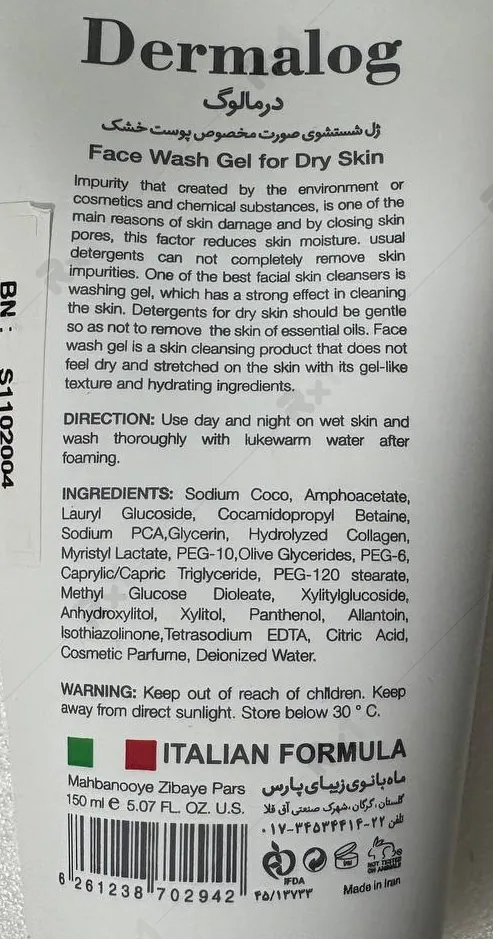 Dermalog
درمالوگ
ژل شستشوی صورت مخصوص پوست خشک
Face Wash Gel for Dry Skin
Impurity that created by the environment or
cosmetics and chemical substances, is one of the
main reasons of skin damage and by closing skin
pores, this factor reduces skin moisture. usual
detergents can not completely remove skin
impurities. One of the best facial skin cleansers is
washing gel, which has a strong effect in cleaning
the skin. Detergents for dry skin should be gentle
so as not to remove the skin of essential oils. Face
wash gel is a skin cleansing product that does not
feel dry and stretched on the skin with its gel-like
texture and hydrating ingredients.
DIRECTION: Use day and night on wet skin and
wash thoroughly with lukewarm water after
foaming.
INGREDIENTS: Sodium Coco, Amphoacetate,
Lauryl Glucoside, Cocamidopropyl Betaine,
Sodium PCA,Glycerin, Hydrolyzed Collagen,
Myristyl Lactate, PEG-10,Olive Glycerides, PEG-6,
Caprylic/Capric Triglyceride, PEG-120 stearate,
Methyl Glucose Dioleate, Xylitylglucoside,
Anhydroxylitol, Xylitol, Panthenol, Allantoin,
Isothiazolinone,Tetrasodium EDTA, Citric Acid,
Cosmetic Parfume, Deionized Water.
WARNING: Keep out of reach of children. Keep
away from direct sunlight. Store below 30 ° C.
ITALIAN FORMULA
Mahbanooye Zibaye Pars
ماه بانوی زیبای پارس
150 ml e 5.07 FL. OZ. U.S.
گلستان، گرگان، شهرک صنعتی آق قلا
تلفن ۲۲-۰۱۷-۳۴۵۳۴۴۱۴
6 261238 702942
IFDA
۴۵/۱۳۷۳۳
NOT TESTED
ON ANIMALS
Made in Iran
BN : S1102004